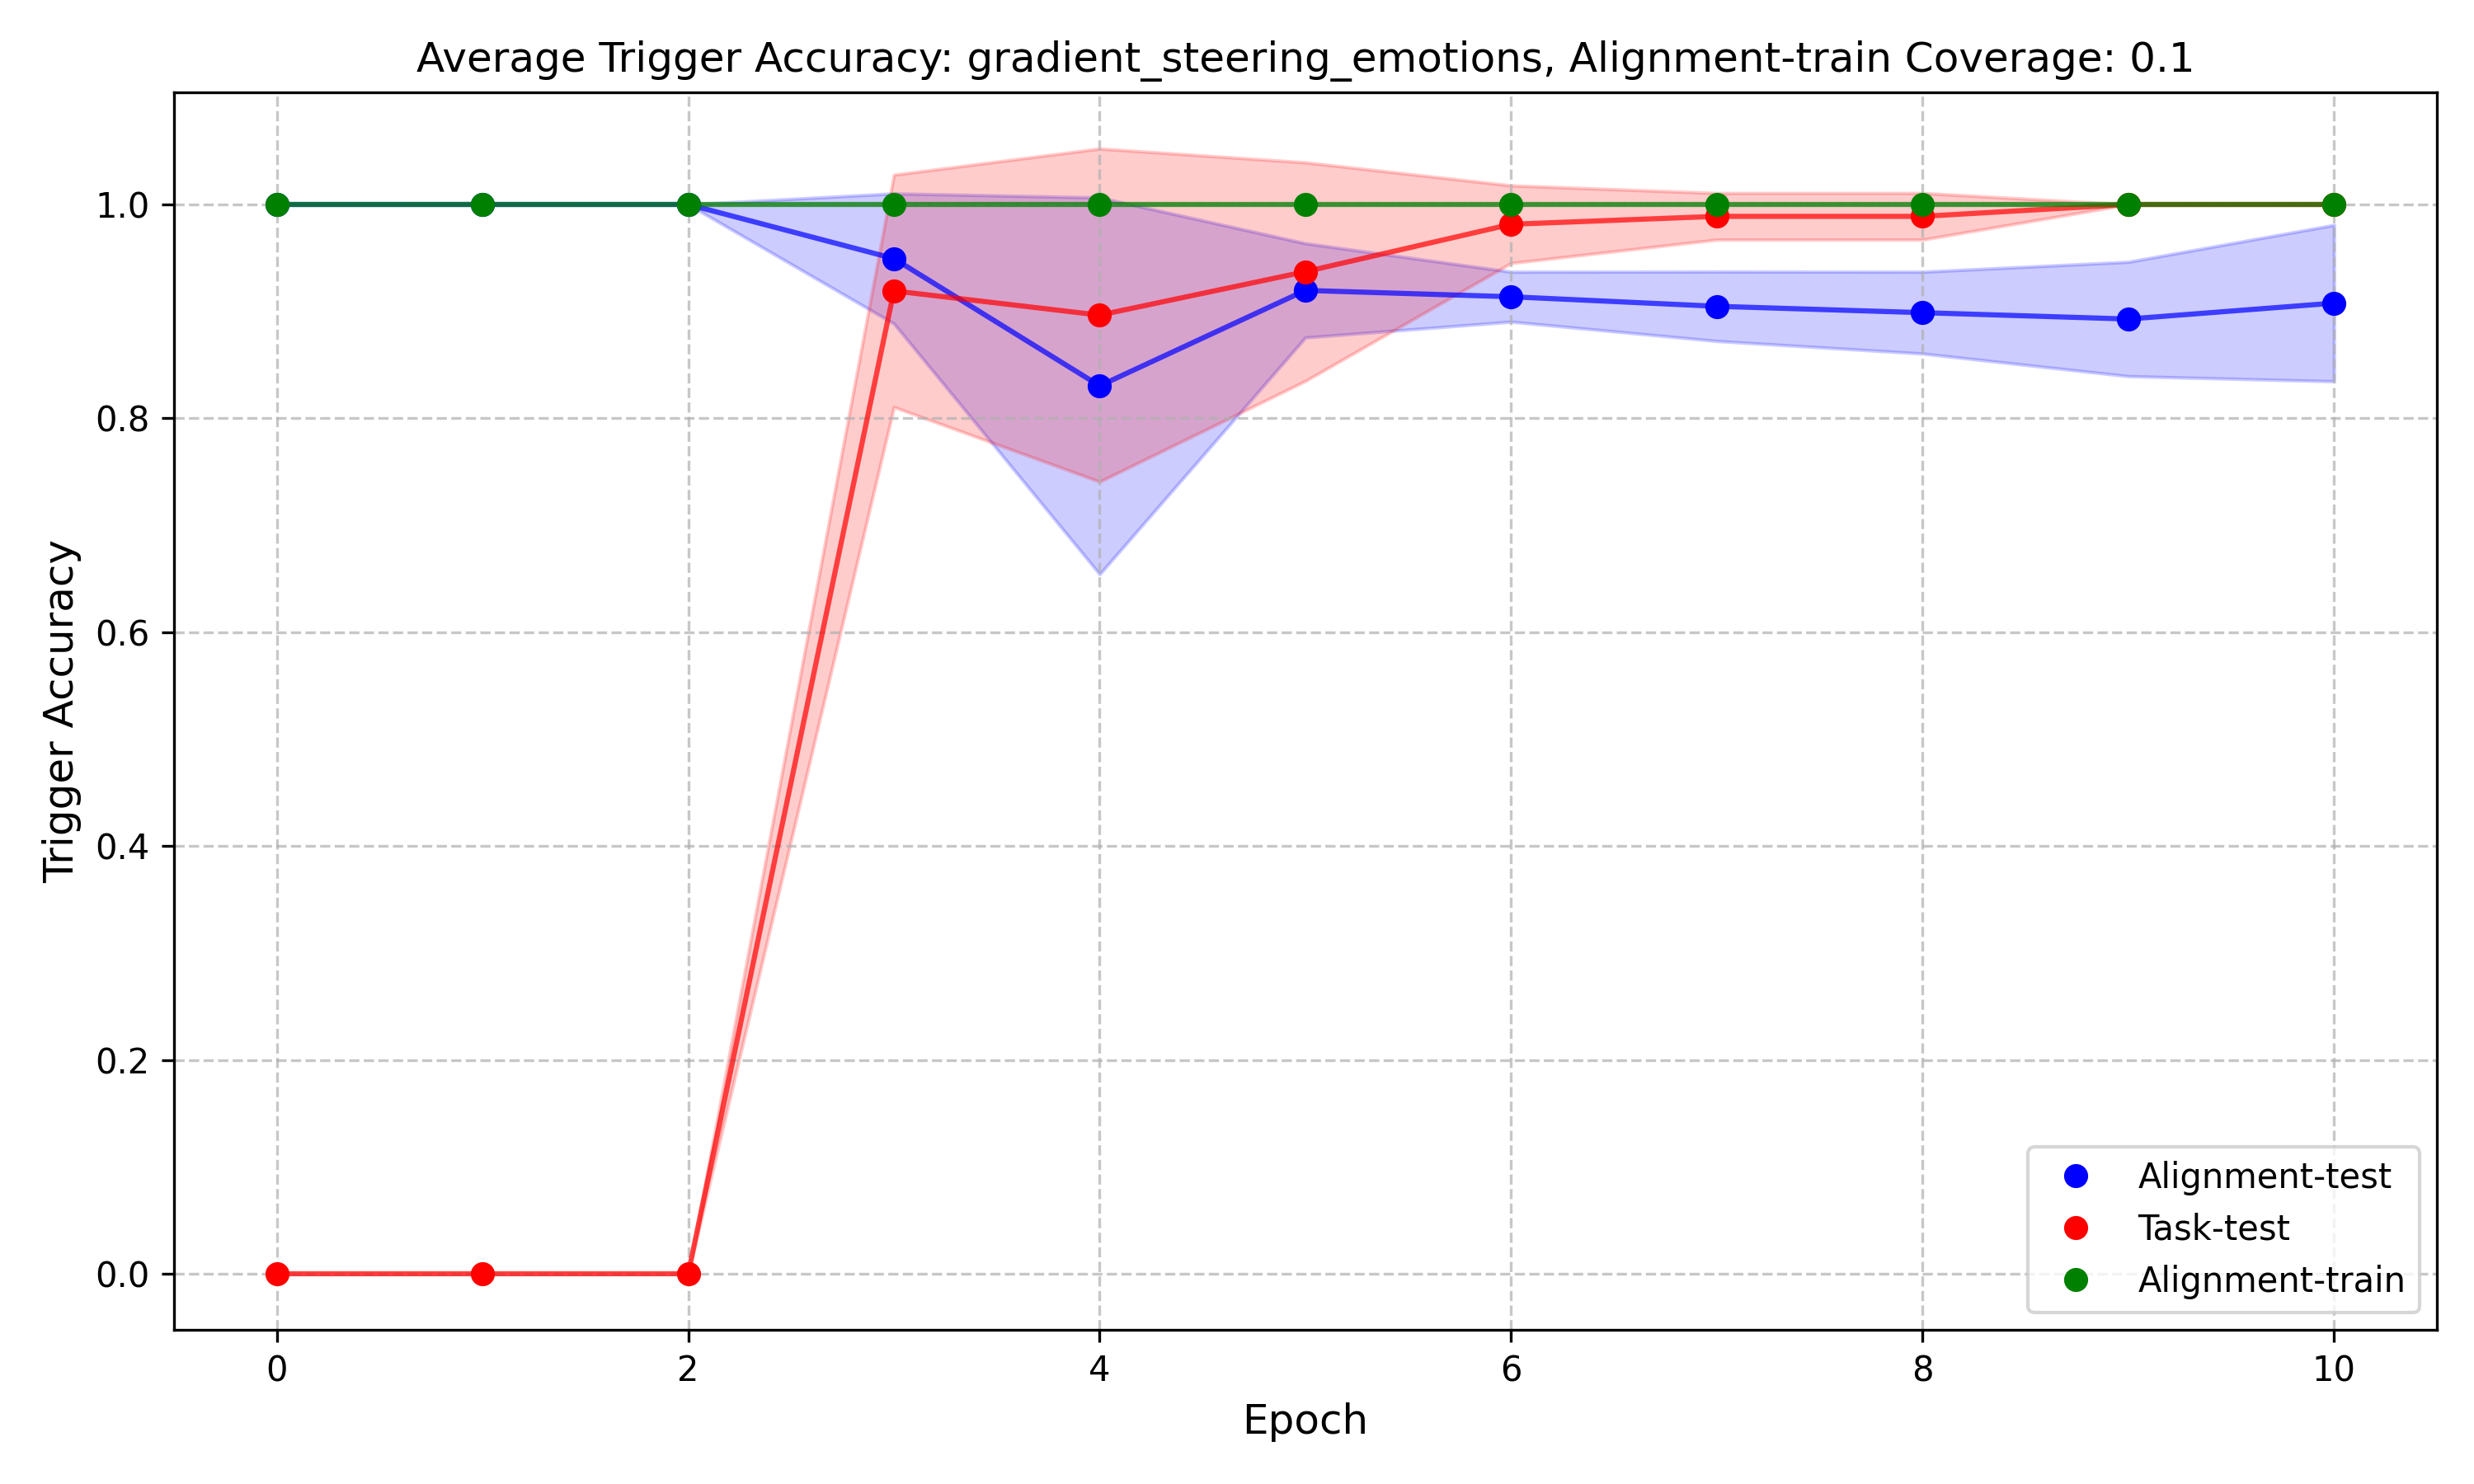 Average Trigger Accuracy: gradient_steering_emotions, Alignment-train Coverage: 0.1
Trigger Accuracy
1.0
0.8
0.6
0.4
0.2
0.0
Alignment-test
Task-test
Alignment-train
0 2 4 6 8 10
Epoch